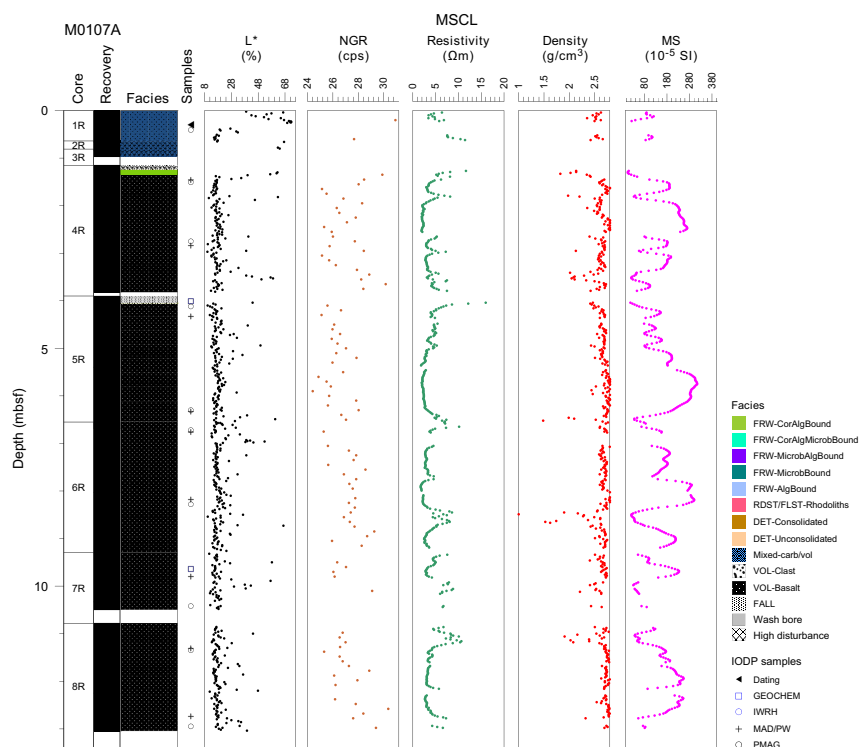 M0107A
MSCL
L*
(%)
NGR
(cps)
Resistivity
(Ωm)
Density
(g/cm³)
MS
(10⁻⁵ SI)
Core
Recovery
Facies
Samples
8 28 48 68
24 26 28 30
0 5 10 15 20
1 1.5 2.5
80 180 280 380
Depth (mbsf)
0
5
10
1R
2R
3R
4R
5R
6R
7R
8R
Facies
FRW-CorAlgBound
FRW-CorAlgMicrobBound
FRW-MicrobAlgBound
FRW-MicrobBound
FRW-AlgBound
RDST/FLST-Rhodoliths
DET-Consolidated
DET-Unconsolidated
Mixed-carb/vol
VOL-Clast
VOL-Basalt
FALL
Wash bore
High disturbance
IODP samples
Dating
GEOCHEM
IWRH
MAD/PW
PMAG